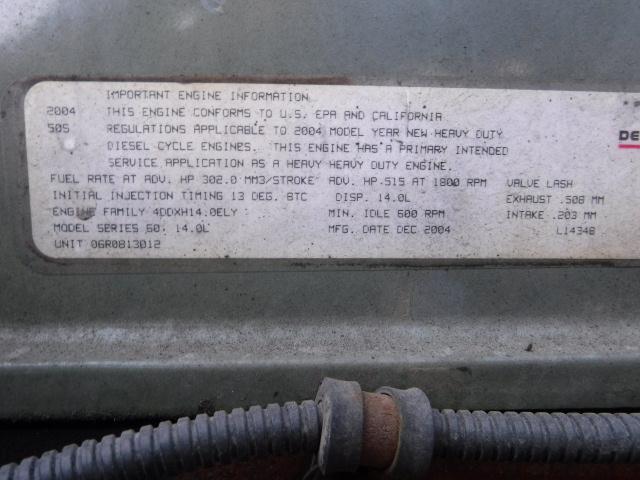 IMPORTANT ENGINE INFORMATION
2004 THIS ENGINE CONFORMS TO U.S. EPA AND CALIFORNIA
50S REGULATIONS APPLICABLE TO 2004 MODEL YEAR NEW HEAVY DUTY
DIESEL CYCLE ENGINES. THIS ENGINE HAS A PRIMARY INTENDED
SERVICE APPLICATION AS A HEAVY HEAVY DUTY ENGINE.
DE
FUEL RATE AT ADV. HP 302.0 MM3/STROKE ADV. HP 515 AT 1800 RPM VALVE LASH
INITIAL INJECTION TIMING 13 DEG. BTC DISP. 14.0L EXHAUST .508 MM
ENGINE FAMILY 4DDXH14.0ELY MIN. IDLE 600 RPM INTAKE .203 MM
MODEL SERIES 60. 14.0L MFG. DATE DEC 2004 L1434B
UNIT 06R0813012